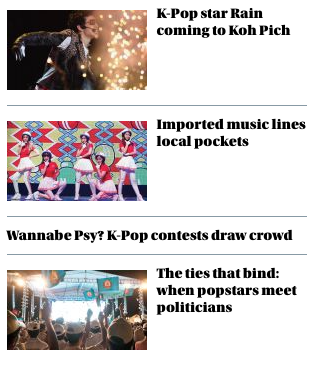 K-Pop star Rain
coming to Koh Pich
Imported music lines
local pockets
Wannabe Psy? K-Pop contests draw crowd
The ties that bind:
when popstars meet
politicians